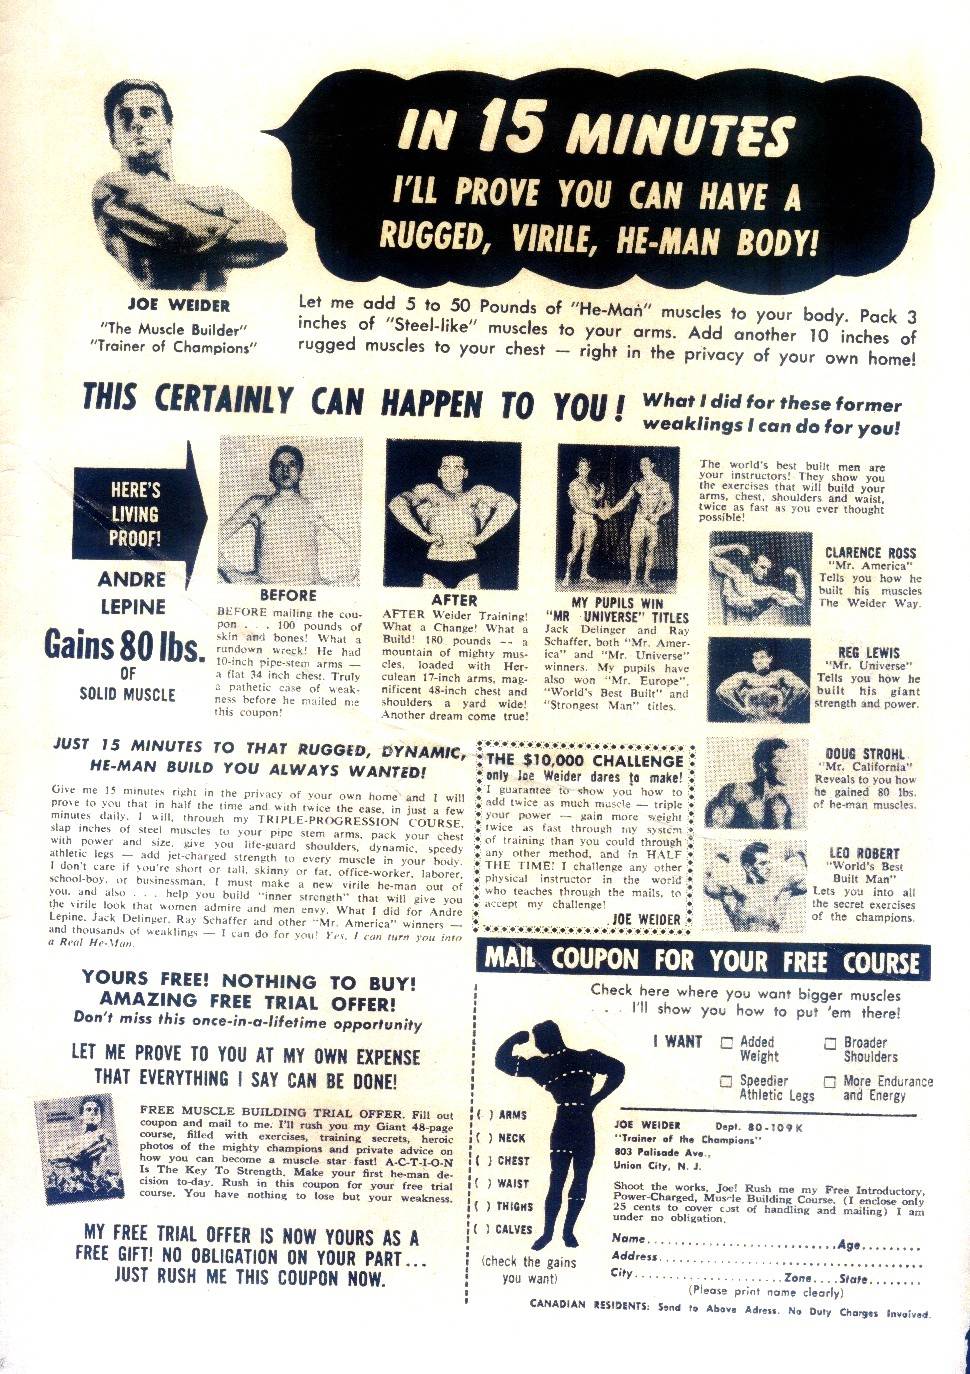 IN 15 MINUTES
I'LL PROVE YOU CAN HAVE A
RUGGED, VIRILE, HE-MAN BODY!
JOE WEIDER
"The Muscle Builder"
"Trainer of Champions"
Let me add 5 to 50 Pounds of "He-Man" muscles to your body. Pack 3
inches of "Steel-like" muscles to your arms. Add another 10 inches of
rugged muscles to your chest — right in the privacy of your own home!
THIS CERTAINLY CAN HAPPEN TO YOU!
What I did for these former
weaklings I can do for you!
HERE'S
LIVING
PROOF!
ANDRE
LEPINE
Gains 80 lbs.
OF
SOLID MUSCLE
BEFORE
BEFORE mailing the cou-
pon . . . 100 pounds of
skin and bones! What a
rundown wreck! He had
10-inch pipe-stem arms —
a flat 34 inch chest. Truly
a pathetic case of weak-
ness before he mailed me
this coupon!
AFTER
AFTER Weider Training!
What a Change! What a
Build! 180 pounds -- a
mountain of mighty mus-
cles, loaded with Her-
culean 17-inch arms, mag-
nificent 48-inch chest and
shoulders a yard wide!
Another dream come true!
MY PUPILS WIN
"MR UNIVERSE" TITLES
Jack Delinger and Ray
Schaffer, both "Mr. Amer-
ica" and "Mr. Universe"
winners. My pupils have
also won "Mr. Europe",
"World's Best Built" and
"Strongest Man" titles.
The world's best built men are
your instructors! They show you
the exercises that will build your
arms, chest, shoulders and waist,
twice as fast as you ever thought
possible!
CLARENCE ROSS
"Mr. America"
Tells you how he
built his muscles
The Weider Way.
REG LEWIS
"Mr. Universe"
Tells you how he
built his giant
strength and power.
DOUG STROHL
"Mr. California"
Reveals to you how
he gained 80 lbs.
of he-man muscles.
LEO ROBERT
"World's Best
Built Man"
Lets you into all
the secret exercises
of the champions.
JUST 15 MINUTES TO THAT RUGGED, DYNAMIC,
HE-MAN BUILD YOU ALWAYS WANTED!
Give me 15 minutes right in the privacy of your own home and I will
prove to you that in half the time and with twice the ease, in just a few
minutes daily, I will, through my TRIPLE-PROGRESSION COURSE,
slap inches of steel muscles to your pipe stem arms, pack your chest
with power and size, give you life-guard shoulders, dynamic, speedy
athletic legs — add jet-charged strength to every muscle in your body.
I don't care if you're short or tall, skinny or fat, office-worker, laborer,
school-boy, or businessman, I must make a new virile he-man out of
you, and also . . . help you build "inner strength" that will give you
the virile look that women admire and men envy. What I did for Andre
Lepine, Jack Delinger, Ray Schaffer and other "Mr. America" winners —
and thousands of weaklings — I can do for you! Yes, I can turn you into
a Real He-Man.
THE $10,000 CHALLENGE
only Joe Weider dares to make!
I guarantee to show you how to
add twice as much muscle — triple
your power — gain more weight
twice as fast through my system
of training than you could through
any other method, and in HALF
THE TIME! I challenge any other
physical instructor in the world
who teaches through the mails, to
accept my challenge!
JOE WEIDER
YOURS FREE! NOTHING TO BUY!
AMAZING FREE TRIAL OFFER!
Don't miss this once-in-a-lifetime opportunity
LET ME PROVE TO YOU AT MY OWN EXPENSE
THAT EVERYTHING I SAY CAN BE DONE!
FREE MUSCLE BUILDING TRIAL OFFER. Fill out
coupon and mail to me. I'll rush you my Giant 48-page
course, filled with exercises, training secrets, heroic
photos of the mighty champions and private advice on
how you can become a muscle star fast! A-C-T-I-O-N
Is The Key To Strength, Make your first he-man de-
cision to-day. Rush in this coupon for your free trial
course. You have nothing to lose but your weakness.
MY FREE TRIAL OFFER IS NOW YOURS AS A
FREE GIFT! NO OBLIGATION ON YOUR PART...
JUST RUSH ME THIS COUPON NOW.
MAIL COUPON FOR YOUR FREE COURSE
Check here where you want bigger muscles
. . . I'll show you how to put 'em there!
I WANT
☐ Added Weight
☐ Broader Shoulders
☐ Speedier Athletic Legs
☐ More Endurance and Energy
( ) ARMS
( ) NECK
( ) CHEST
( ) WAIST
( ) THIGHS
( ) CALVES
(check the gains
you want)
JOE WEIDER Dept. 80-109K
"Trainer of the Champions"
803 Palisade Ave.,
Union City, N. J.
Shoot the works, Joe! Rush me my Free Introductory,
Power-Charged, Muscle Building Course. (I enclose only
25 cents to cover cost of handling and mailing) I am
under no obligation.
Name..............................Age.........
Address.......................................
City........................Zone....State........
(Please print name clearly)
CANADIAN RESIDENTS: Send to Above Adress. No Duty Charges Involved.